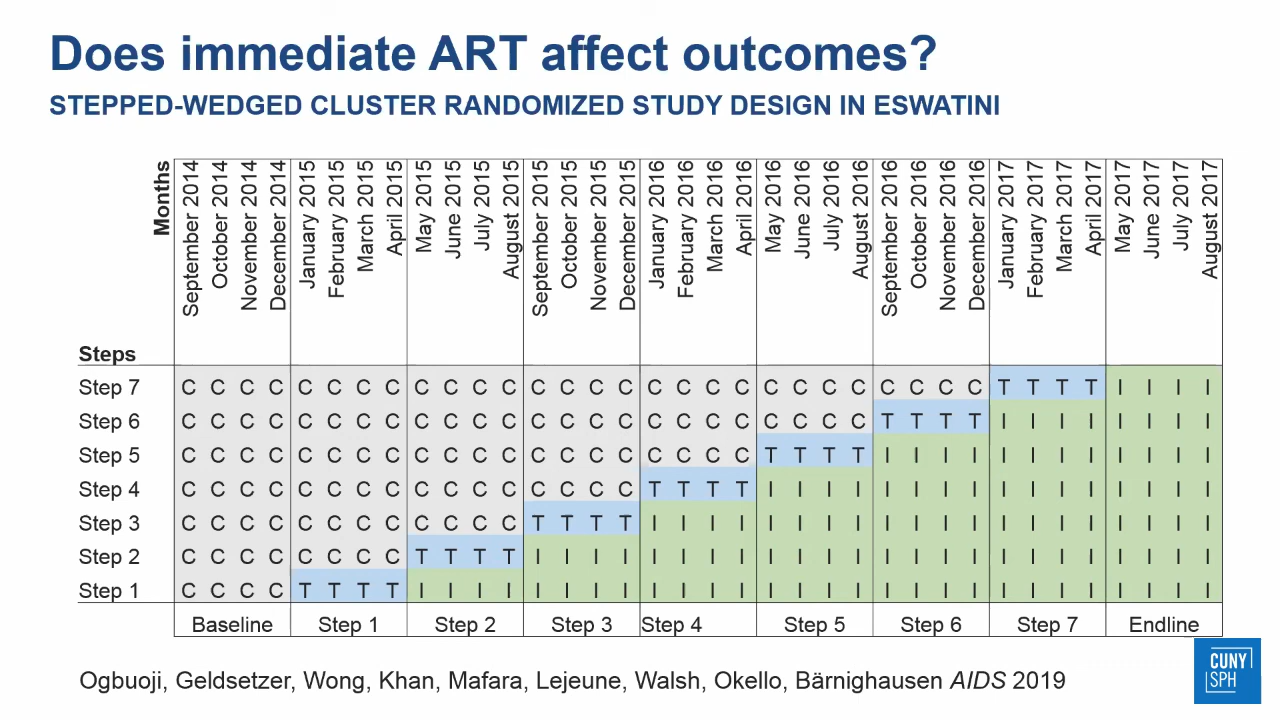 Does immediate ART affect outcomes?
STEPPED-WEDGED CLUSTER RANDOMIZED STUDY DESIGN IN ESWATINI
Months
September 2014
October 2014
November 2014
December 2014
January 2015
February 2015
March 2015
April 2015
May 2015
June 2015
July 2015
August 2015
September 2015
October 2015
November 2015
December 2015
January 2016
February 2016
March 2016
April 2016
May 2016
June 2016
July 2016
August 2016
September 2016
October 2016
November 2016
December 2016
January 2017
February 2017
March 2017
April 2017
May 2017
June 2017
July 2017
August 2017
Steps
Step 7 C C C C C C C C C C C C C C C C C C C C C C C C C C C C T T T T I I I I
Step 6 C C C C C C C C C C C C C C C C C C C C C C C C T T T T I I I I I I I I
Step 5 C C C C C C C C C C C C C C C C C C C C T T T T I I I I I I I I I I I I
Step 4 C C C C C C C C C C C C C C C C T T T T I I I I I I I I I I I I I I I I
Step 3 C C C C C C C C C C C C T T T T I I I I I I I I I I I I I I I I I I I I
Step 2 C C C C C C C C T T T T I I I I I I I I I I I I I I I I I I I I I I I I
Step 1 C C C C T T T T I I I I I I I I I I I I I I I I I I I I I I I I I I I I
Baseline Step 1 Step 2 Step 3 Step 4 Step 5 Step 6 Step 7 Endline
Ogbuoji, Geldsetzer, Wong, Khan, Mafara, Lejeune, Walsh, Okello, Bärnighausen AIDS 2019
CUNY
SPH